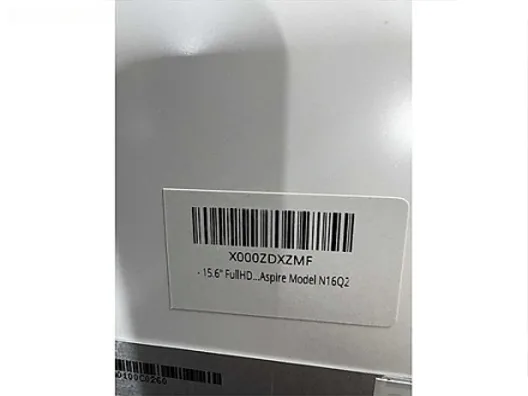 X000ZDXZMF
- 15.6" FullHD...Aspire Model N16Q2